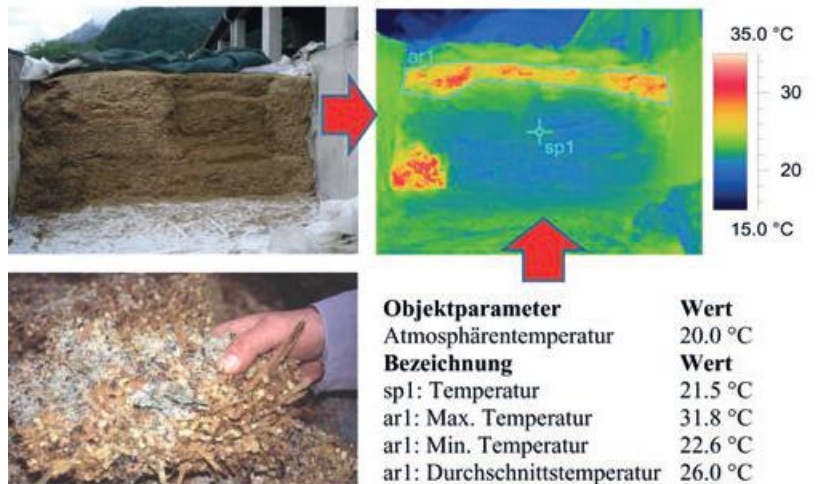 ar1
sp1
35.0 °C
30
20
15.0 °C
Objektparameter Wert
Atmosphärentemperatur 20.0 °C
Bezeichnung Wert
sp1: Temperatur 21.5 °C
ar1: Max. Temperatur 31.8 °C
ar1: Min. Temperatur 22.6 °C
ar1: Durchschnittstemperatur 26.0 °C